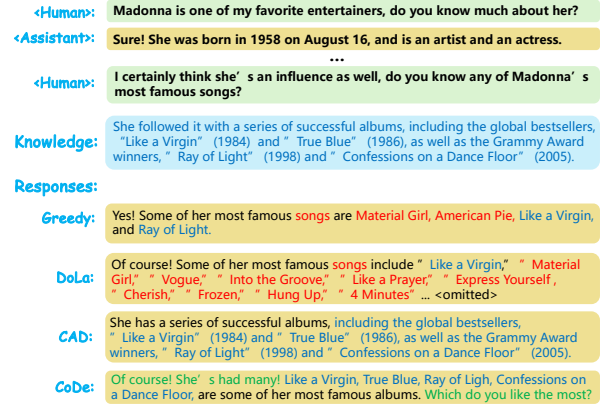 <Human>: Madonna is one of my favorite entertainers, do you know much about her?
<Assistant>: Sure! She was born in 1958 on August 16, and is an artist and an actress.
...
<Human>: I certainly think she's an influence as well, do you know any of Madonna's
most famous songs?
Knowledge: She followed it with a series of successful albums, including the global bestsellers,
"Like a Virgin" (1984) and "True Blue" (1986), as well as the Grammy Award
winners, "Ray of Light" (1998) and "Confessions on a Dance Floor" (2005).
Responses:
Greedy: Yes! Some of her most famous songs are Material Girl, American Pie, Like a Virgin,
and Ray of Light.
DoLa: Of course! Some of her most famous songs include "Like a Virgin," "Material
Girl," "Vogue," "Into the Groove," "Like a Prayer," "Express Yourself,
"Cherish," "Frozen," "Hung Up," "4 Minutes" ... <omitted>
CAD: She has a series of successful albums, including the global bestsellers,
"Like a Virgin" (1984) and "True Blue" (1986), as well as the Grammy Award
winners, "Ray of Light" (1998) and "Confessions on a Dance Floor" (2005).
CoDe: Of course! She's had many! Like a Virgin, True Blue, Ray of Ligh, Confessions on
a Dance Floor, are some of her most famous albums. Which do you like the most?